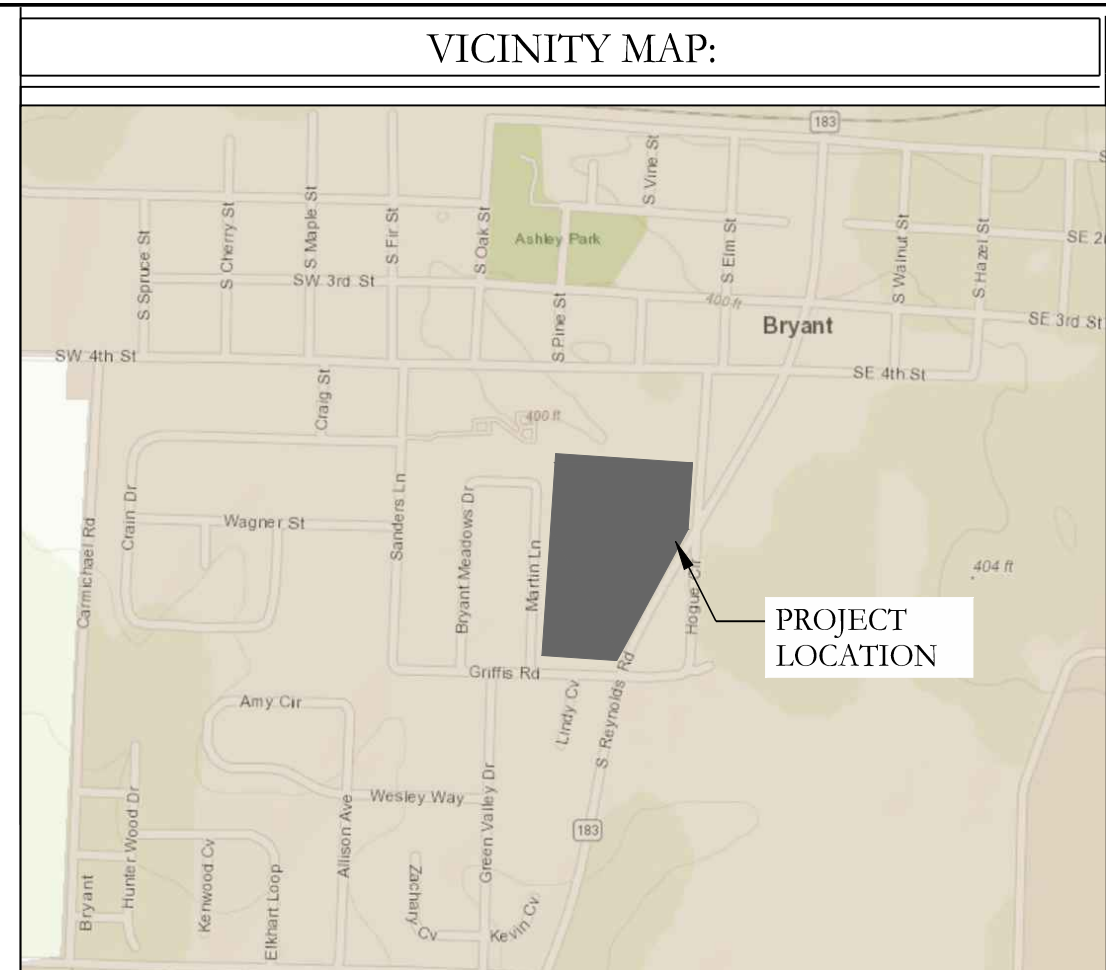 VICINITY MAP:
183
S Vine St
S Spruce St
S Cherry St
S Maple St
S Fir St
S Oak St
Ashley Park
S Elm St
S Walnut St
S Hazel St
SE 2
SW 3rd St
S Pine St
400 ft
Bryant
SE 3rd St
SW 4th St
SE 4th St
Craig St
400 ft
Carmichael Rd
Crain Dr
Wagner St
Sanders Ln
Bryant Meadows Dr
Martin Ln
Hogue Cir
404 ft
PROJECT
LOCATION
Griffis Rd
Lindy Cv
S Reynolds Rd
Amy Cir
Wesley Way
Green Valley Dr
183
Hunter Wood Dr
Allison Ave
Bryant
Kenwood Cv
Elkhart Loop
Zachary
Cv
Kevin Cv